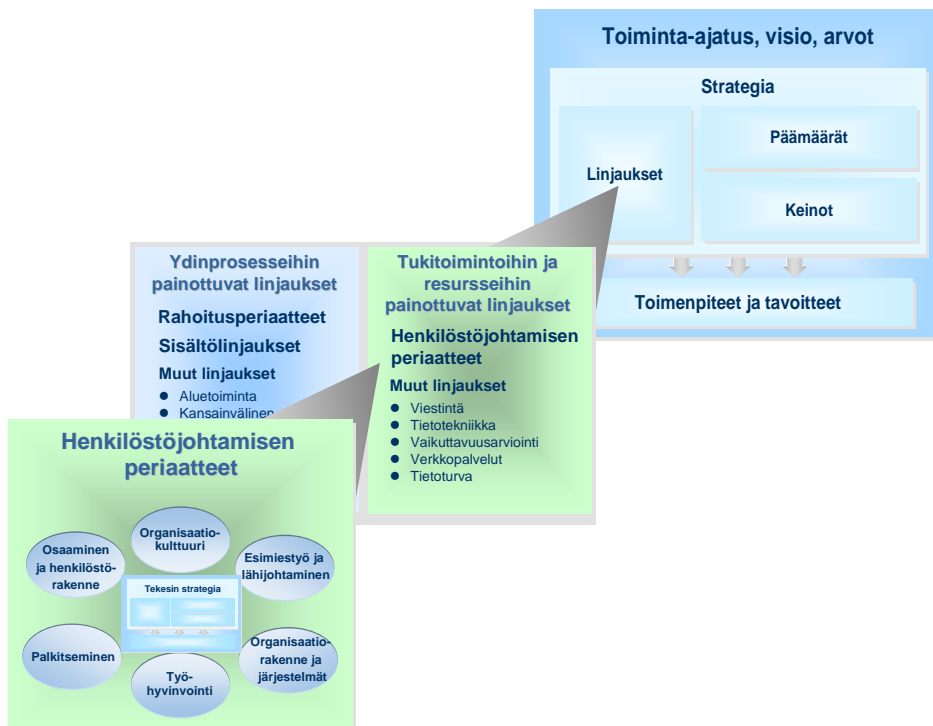 Toiminta-ajatus, visio, arvot
Strategia
Linjaukset
Päämäärät
Keinot
Toimenpiteet ja tavoitteet
Ydinprosesseihin
painottuvat linjaukset
Rahoitusperiaatteet
Sisältölinjaukset
Muut linjaukset
● Aluetoiminta
● Kansainvälinen
Tukitoimintoihin ja
resursseihin
painottuvat linjaukset
Henkilöstöjohtamisen
periaatteet
Muut linjaukset
● Viestintä
● Tietotekniikka
● Vaikuttavuusarviointi
● Verkkopalvelut
● Tietoturva
Henkilöstöjohtamisen
periaatteet
Organisaatio-
kulttuuri
Osaaminen
ja henkilöstö-
rakenne
Esimiestyö ja
lähijohtaminen
Tekesin strategia
Palkitseminen
Työ-
hyvinvointi
Organisaatio-
rakenne ja
järjestelmät